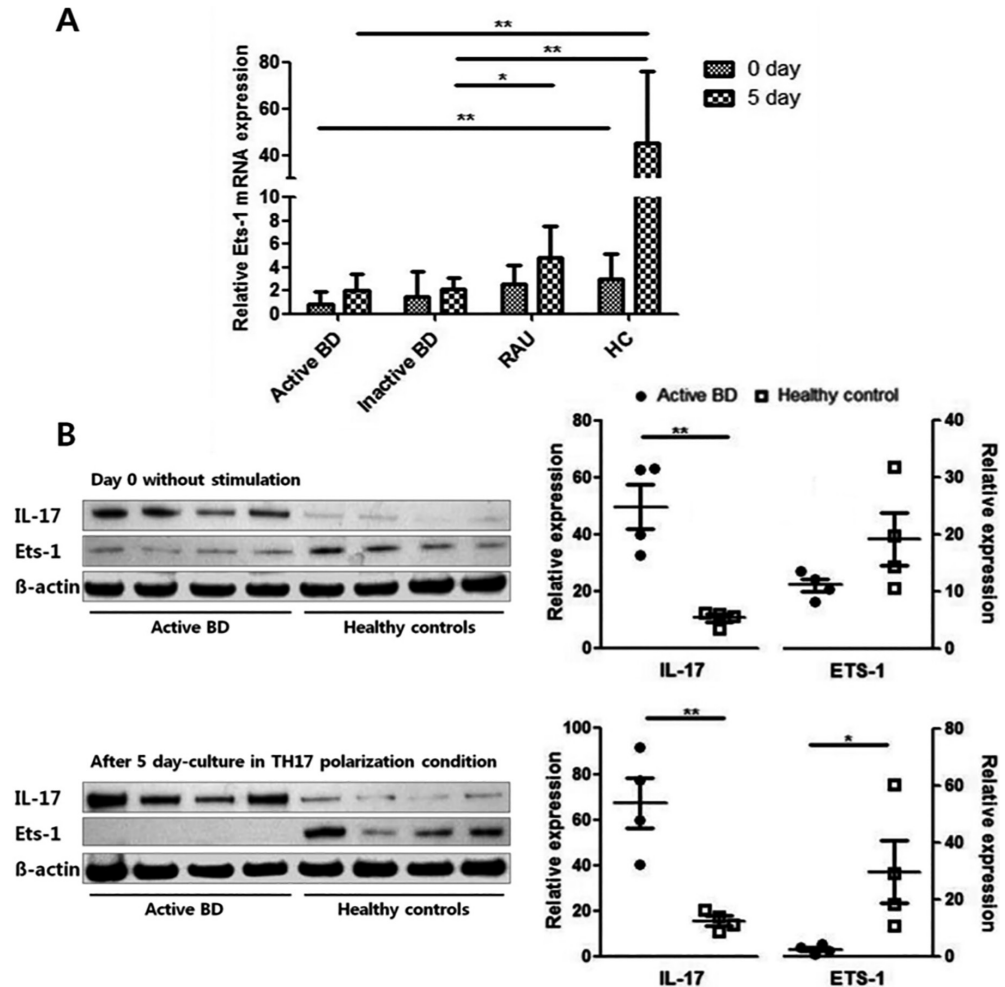 A
**
**
*
**
0 day
5 day
Relative Ets-1 mRNA expression
80
60
40
10
8
6
4
2
0
Active BD
Inactive BD
RAU
HC
B
Day 0 without stimulation
IL-17
Ets-1
ß-actin
Active BD
Healthy controls
Active BD
Healthy control
Relative expression
80
60
40
20
0
**
IL-17
ETS-1
40
30
20
10
0
Relative expression
After 5 day-culture in TH17 polarization condition
IL-17
Ets-1
ß-actin
Active BD
Healthy controls
Relative expression
100
80
60
40
20
0
**
*
IL-17
ETS-1
80
60
40
20
0
Relative expression